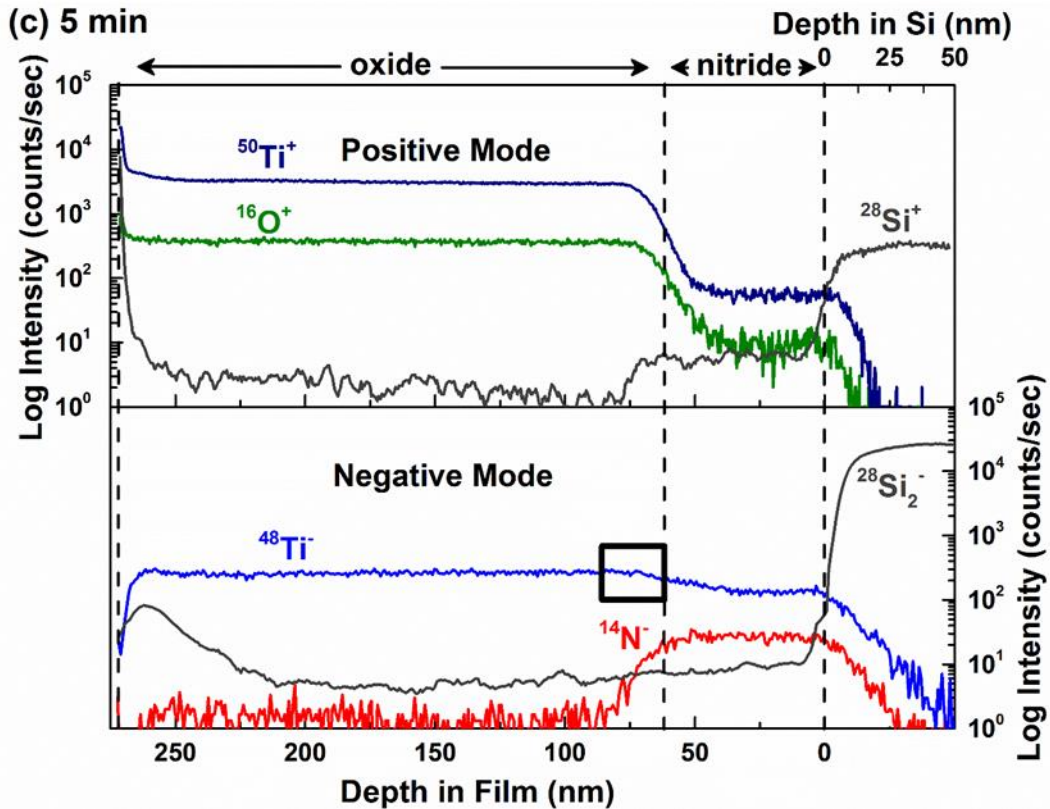 (c) 5 min
Depth in Si (nm)
oxide
nitride
0 25 50
Log Intensity (counts/sec)
10⁵
10⁴
10³
10²
10¹
10⁰
⁵⁰Ti⁺
Positive Mode
¹⁶O⁺
²⁸Si⁺
Negative Mode
²⁸Si₂⁻
⁴⁸Ti⁻
¹⁴N⁻
10⁵
10⁴
10³
10²
10¹
10⁰
Log Intensity (counts/sec)
250 200 150 100 50 0 50
Depth in Film (nm)